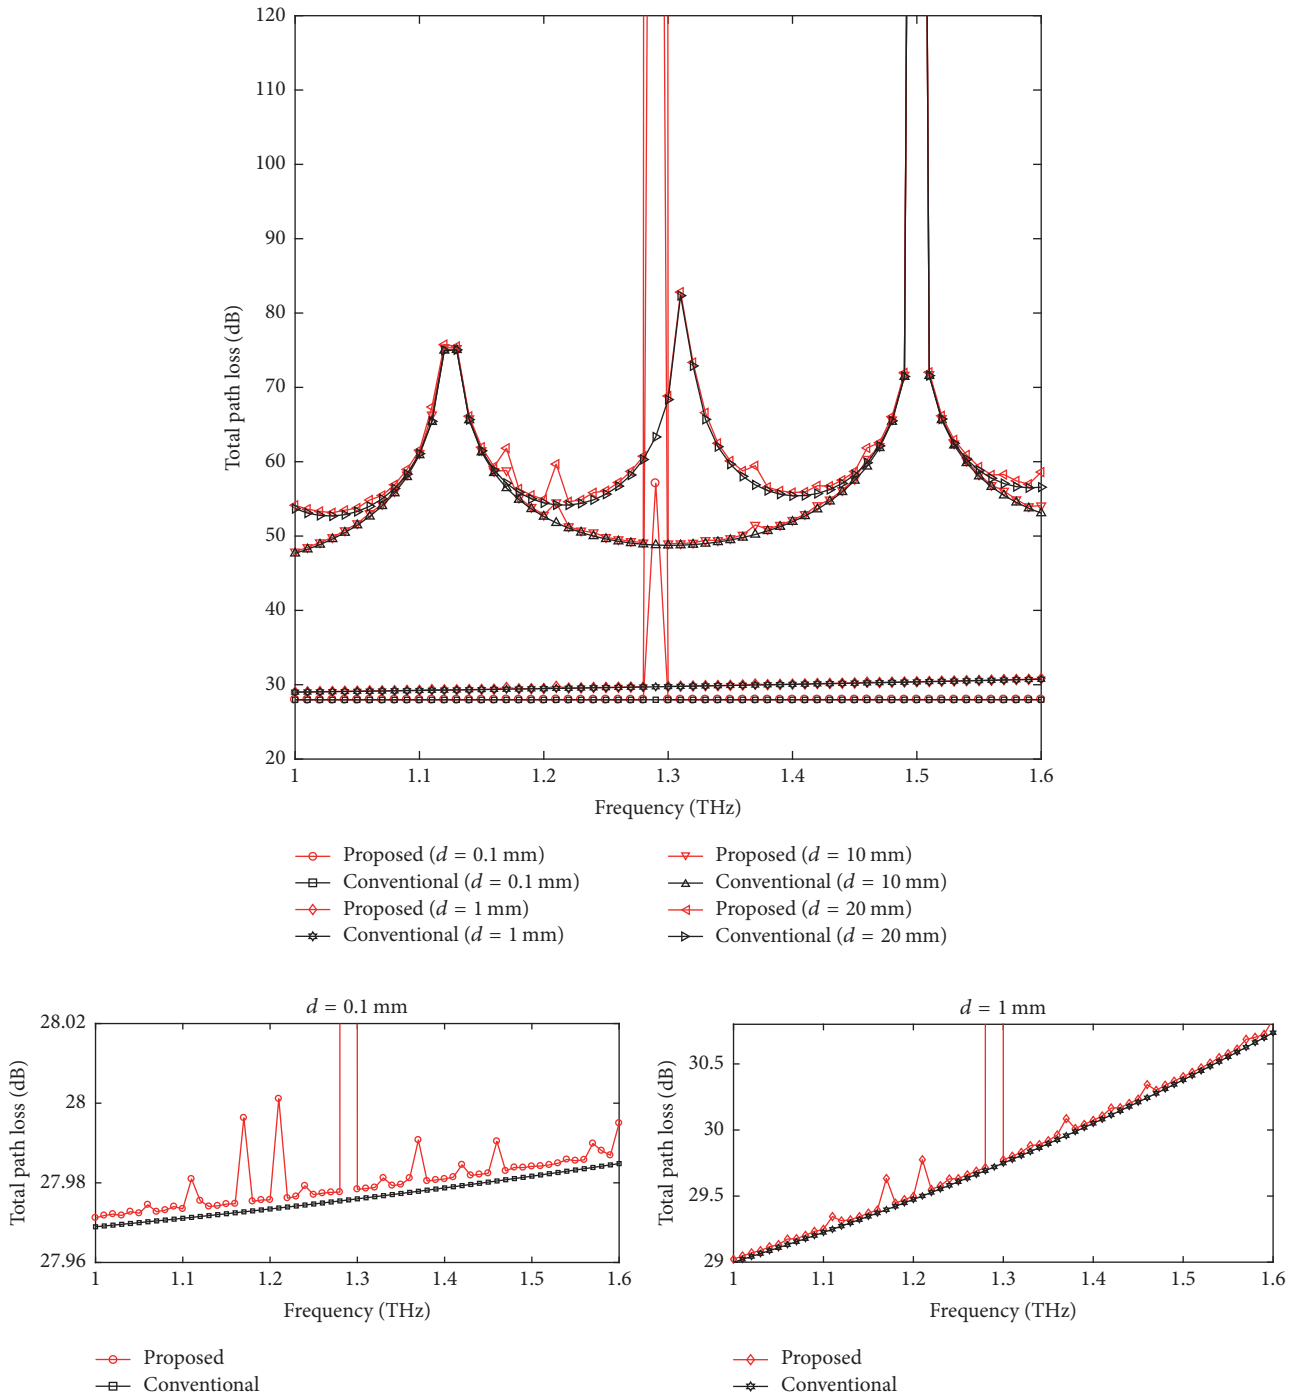 120
110
100
90
80
70
60
50
40
30
20
Total path loss (dB)
1 1.1 1.2 1.3 1.4 1.5 1.6
Frequency (THz)
Proposed (d = 0.1 mm)
Conventional (d = 0.1 mm)
Proposed (d = 1 mm)
Conventional (d = 1 mm)
Proposed (d = 10 mm)
Conventional (d = 10 mm)
Proposed (d = 20 mm)
Conventional (d = 20 mm)
d = 0.1 mm
28.02
28
27.98
27.96
Total path loss (dB)
1 1.1 1.2 1.3 1.4 1.5 1.6
Frequency (THz)
Proposed
Conventional
d = 1 mm
30.5
30
29.5
29
Total path loss (dB)
1 1.1 1.2 1.3 1.4 1.5 1.6
Frequency (THz)
Proposed
Conventional